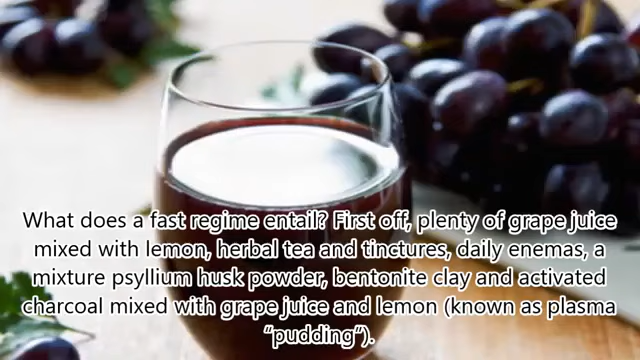 What does a fast regime entail? First off, plenty of grape juice
mixed with lemon, herbal tea and tinctures, daily enemas, a
mixture psyllium husk powder, bentonite clay and activated
charcoal mixed with grape juice and lemon (known as plasma
“pudding”).